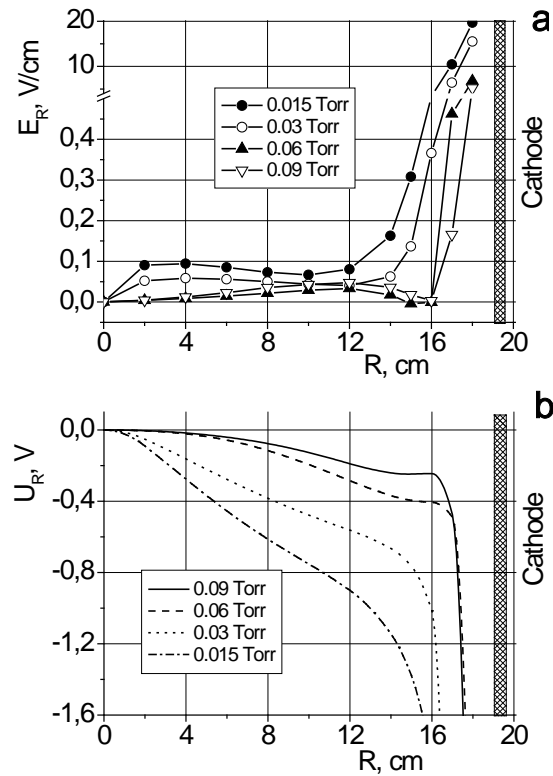 a
E_R, V/cm
20
10
0,4
0,3
0,2
0,1
0,0
0.015 Torr
0.03 Torr
0.06 Torr
0.09 Torr
Cathode
0 4 8 12 16 20
R, cm
b
U_R, V
0,0
-0,4
-0,8
-1,2
-1,6
0.09 Torr
0.06 Torr
0.03 Torr
0.015 Torr
Cathode
0 4 8 12 16 20
R, cm